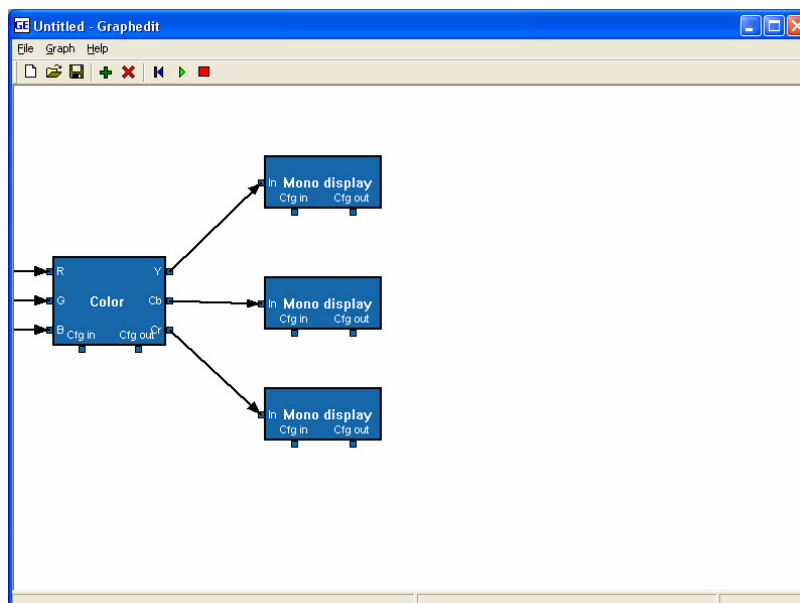 GE Untitled - Graphedit
File Graph Help
In Mono display
Cfg in Cfg out
R Y
G Color Cb
B Cr
Cfg in Cfg out
In Mono display
Cfg in Cfg out
In Mono display
Cfg in Cfg out